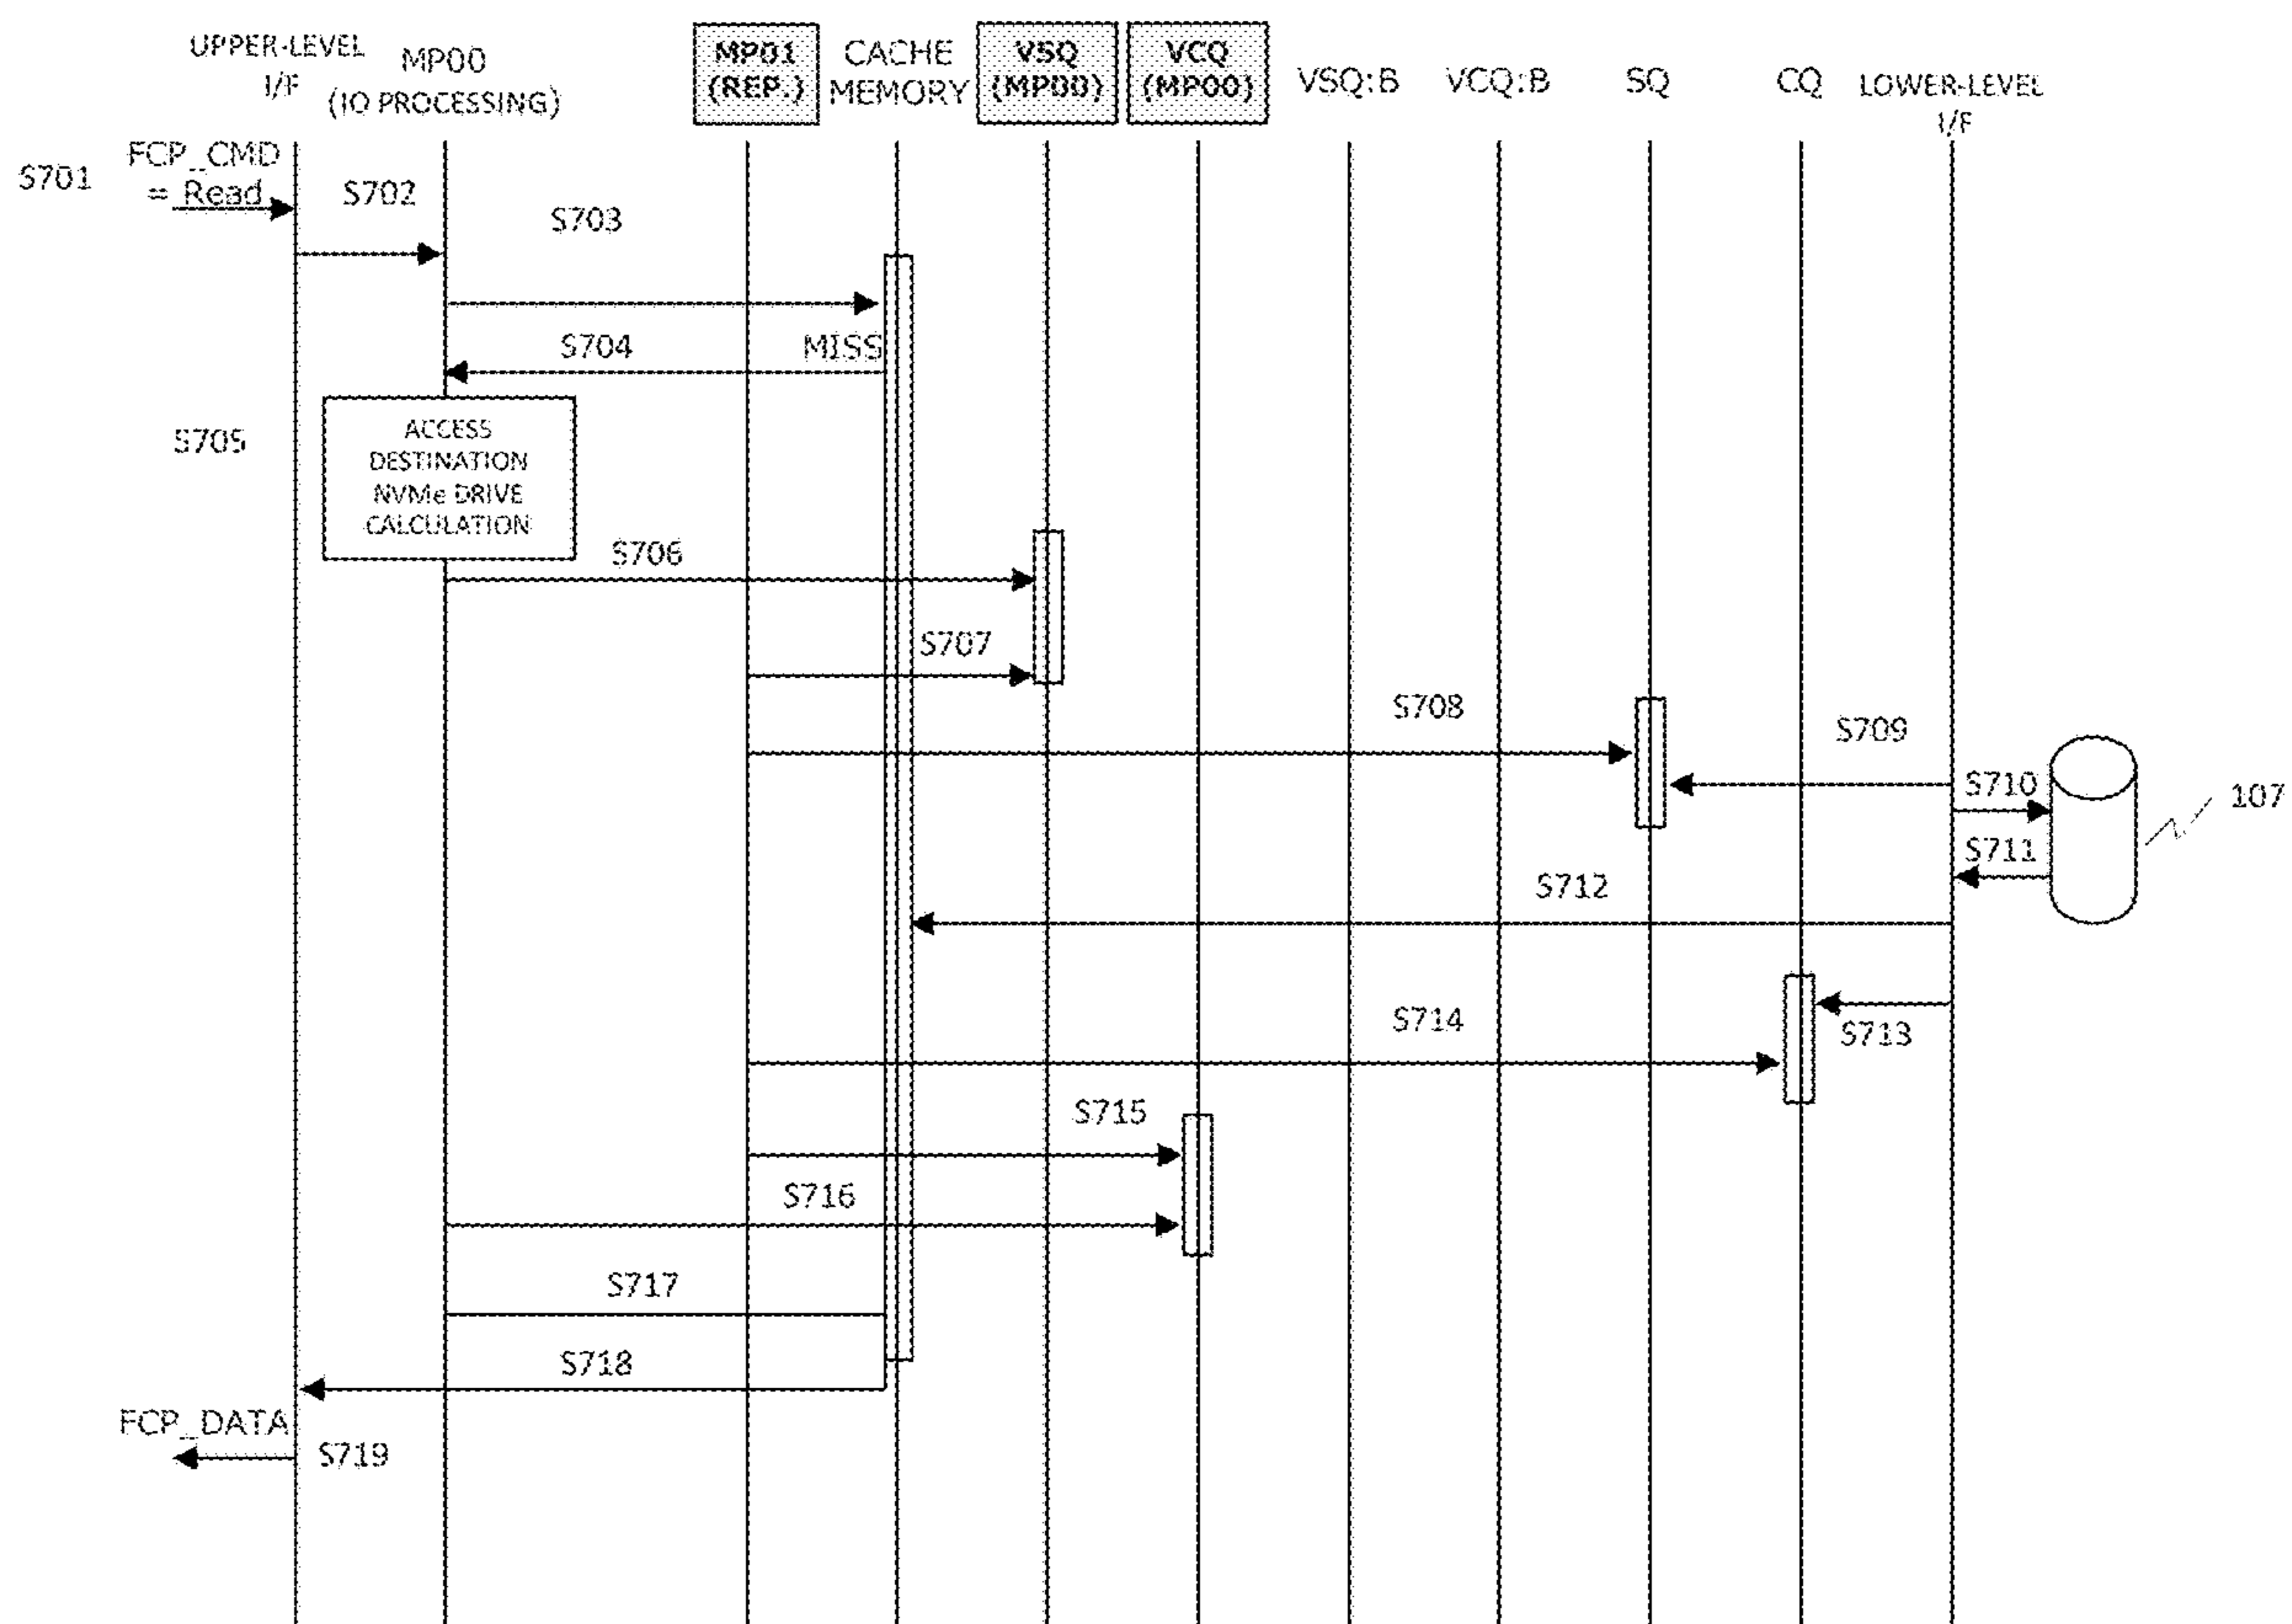 UPPER-LEVEL
I/F
MP00
(IO PROCESSING)
MP01
(REP.)
CACHE
MEMORY
VSQ
(MP00)
VCQ
(MP00)
VSQ:B
VCQ:B
SQ
CQ
LOWER-LEVEL
I/F
S701
FCP_CMD
= Read
S702
S703
S704
MISS
S705
ACCESS
DESTINATION
NVMe DRIVE
CALCULATION
S706
S707
S708
S709
S710
107
S711
S712
S713
S714
S715
S716
S717
S718
FCP_DATA
S719